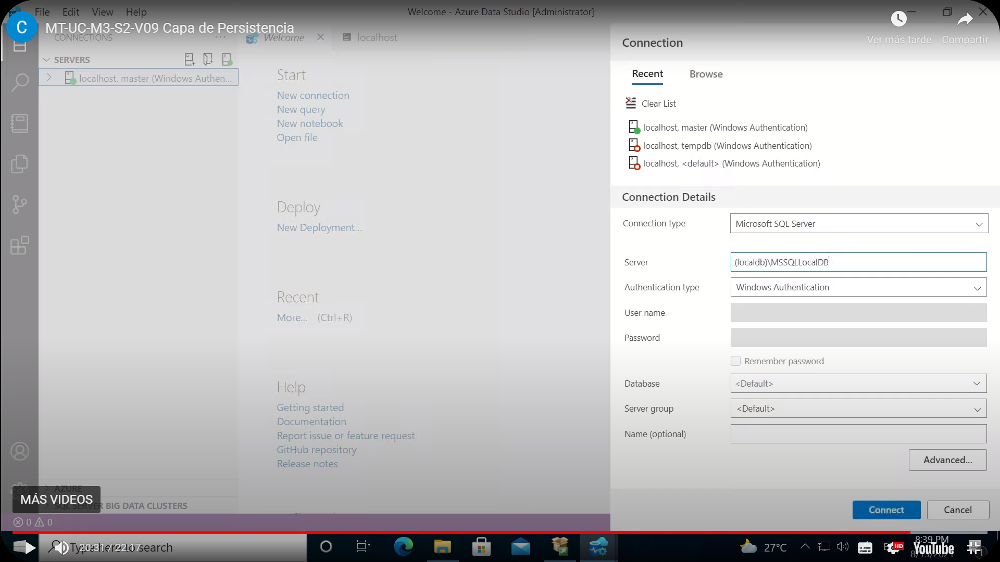 File Edit View Help
Welcome - Azure Data Studio [Administrator]
C
MT-UC-M3-S2-V09 Capa de Persistencia
Ver más tarde
Compartir
CONNECTIONS
Welcome
localhost
SERVERS
localhost, master (Windows Authen...
Start
New connection
New query
New notebook
Open file
Deploy
New Deployment...
Recent
More... (Ctrl+R)
Help
Getting started
Documentation
Report issue or feature request
GitHub repository
Release notes
AZURE
SQL SERVER BIG DATA CLUSTERS
MÁS VIDEOS
0 0
Connection
Recent Browse
Clear List
localhost, master (Windows Authentication)
localhost, tempdb (Windows Authentication)
localhost, <default> (Windows Authentication)
Connection Details
Connection type Microsoft SQL Server
Server (localdb)\MSSQLLocalDB
Authentication type Windows Authentication
User name
Password
Remember password
Database <Default>
Server group <Default>
Name (optional)
Advanced...
Connect Cancel
Type here to search
20:31 / 22:17
27°C
HD
8:39 PM
YouTube